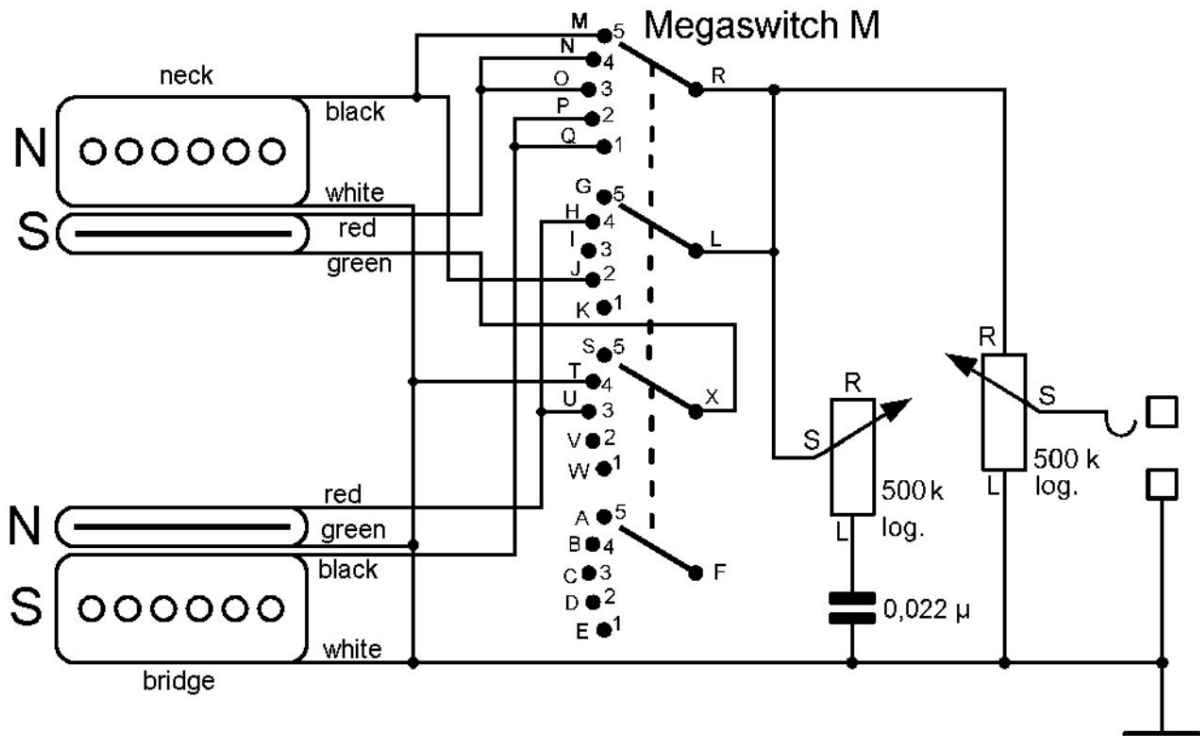 Megaswitch M
M 5
N 4
O 3
P 2
Q 1
R
neck
black
N
white
S
red
green
G 5
H 4
I 3
J 2
K 1
L
S 5
T 4
U 3
V 2
W 1
X
R
S
500 k
log.
L
R
S
500 k
log.
L
N
red
green
black
S
white
bridge
A 5
B 4
C 3
D 2
E 1
F
0,022 µ